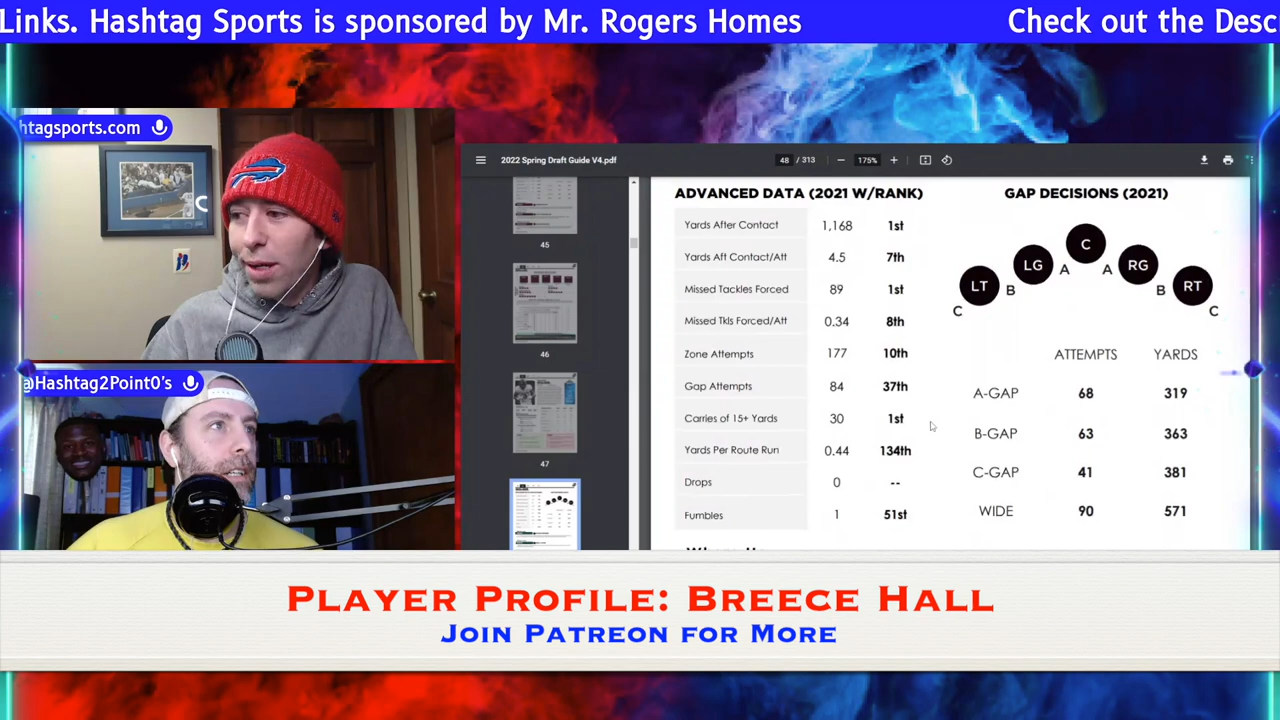 Links. Hashtag Sports is sponsored by Mr. Rogers Homes
Check out the Desc
htagsports.com
C
@Hashtag2Point0's
2022 Spring Draft Guide V4.pdf
48 / 313
175%
45
46
47
ADVANCED DATA (2021 W/RANK)
Yards After Contact 1,168 1st
Yards Aft Contact/Att 4.5 7th
Missed Tackles Forced 89 1st
Missed Tkls Forced/Att 0.34 8th
Zone Attempts 177 10th
Gap Attempts 84 37th
Carries of 15+ Yards 30 1st
Yards Per Route Run 0.44 134th
Drops 0 --
Fumbles 1 51st
GAP DECISIONS (2021)
C LT B LG A C A RG B RT C
ATTEMPTS YARDS
A-GAP 68 319
B-GAP 63 363
C-GAP 41 381
WIDE 90 571
PLAYER PROFILE: BREECE HALL
JOIN PATREON FOR MORE